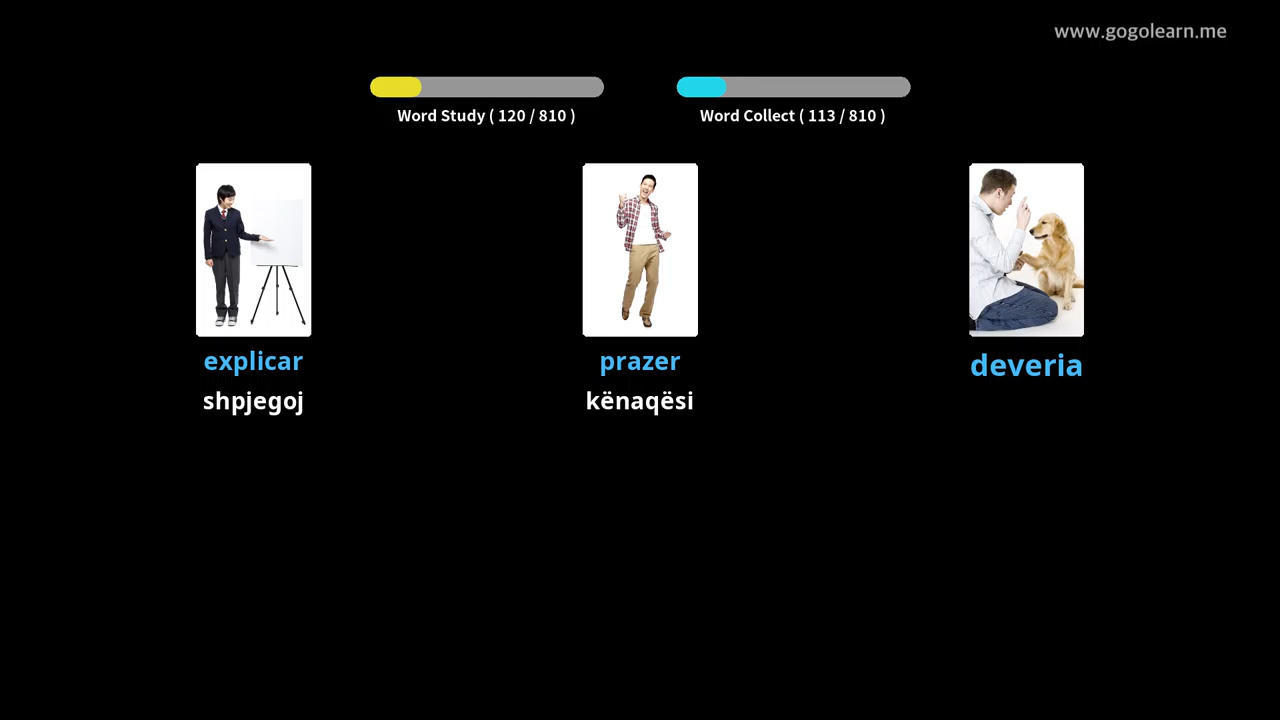 www.gogolearn.me
Word Study ( 120 / 810 )
Word Collect ( 113 / 810 )
explicar
prazer
deveria
shpjegoj
kënaqësi